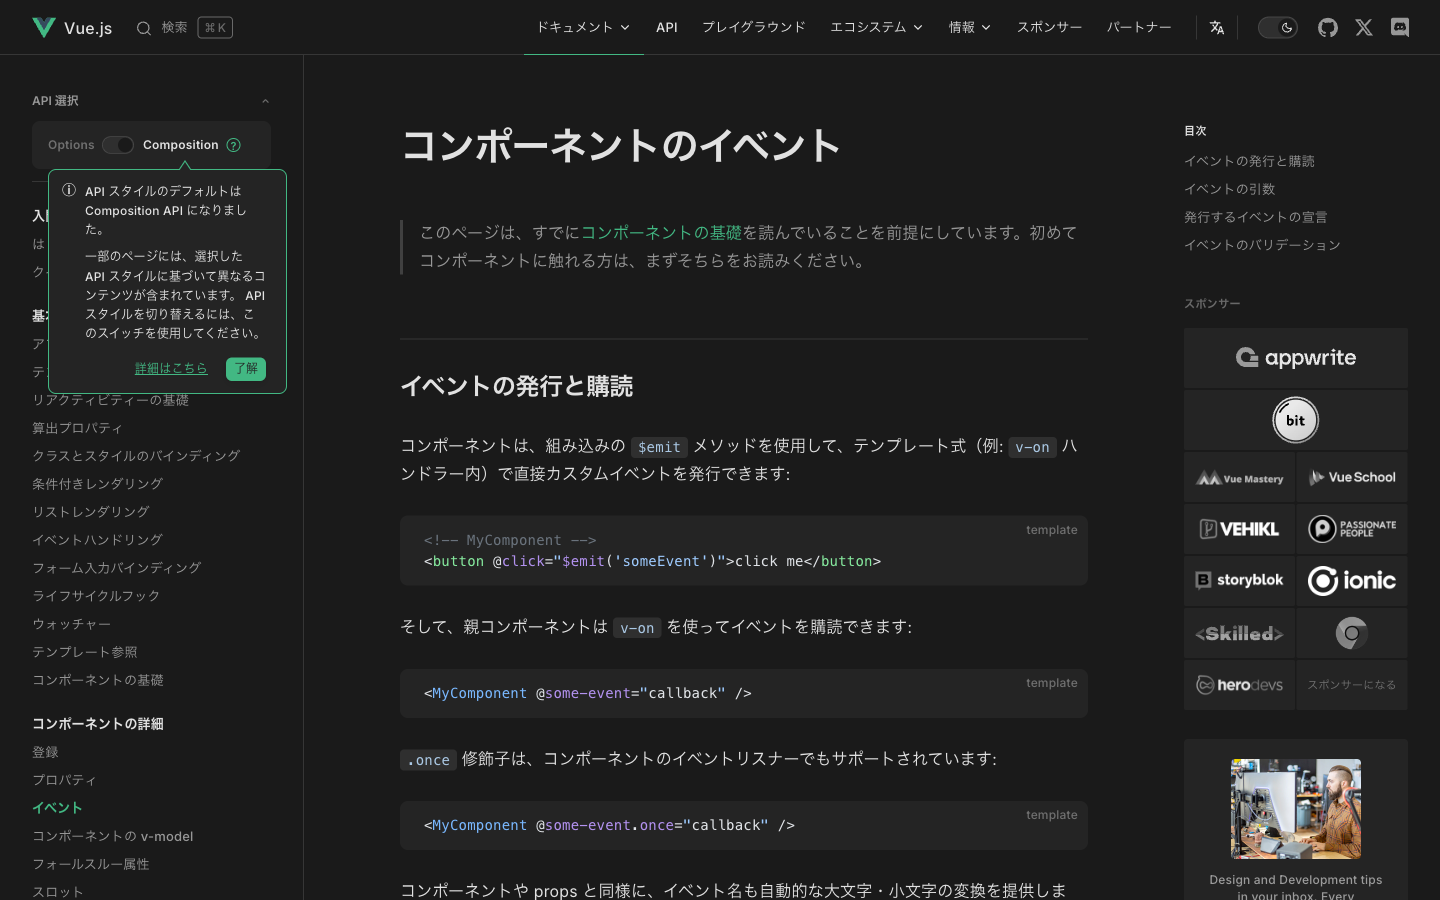 Vue.js
検索
⌘ K
ドキュメント
API
プレイグラウンド
エコシステム
情報
スポンサー
パートナー
API 選択
Options
Composition
?
API スタイルのデフォルトは
Composition API になりまし
た。
一部のページには、選択した
API スタイルに基づいて異なるコ
ンテンツが含まれています。 API
スタイルを切り替えるには、こ
のスイッチを使用してください。
詳細はこちら
了解
リアクティビティーの基礎
算出プロパティ
クラスとスタイルのバインディング
条件付きレンダリング
リストレンダリング
イベントハンドリング
フォーム入力バインディング
ライフサイクルフック
ウォッチャー
テンプレート参照
コンポーネントの基礎
コンポーネントの詳細
登録
プロパティ
イベント
コンポーネントの v-model
フォールスルー属性
スロット
コンポーネントのイベント
このページは、すでにコンポーネントの基礎を読んでいることを前提にしています。初めて
コンポーネントに触れる方は、まずそちらをお読みください。
イベントの発行と購読
コンポーネントは、組み込みの $emit メソッドを使用して、テンプレート式（例: v-on ハ
ンドラー内）で直接カスタムイベントを発行できます:
template
<!-- MyComponent -->
<button @click="$emit('someEvent')">click me</button>
そして、親コンポーネントは v-on を使ってイベントを購読できます:
template
<MyComponent @some-event="callback" />
.once 修飾子は、コンポーネントのイベントリスナーでもサポートされています:
template
<MyComponent @some-event.once="callback" />
コンポーネントや props と同様に、イベント名も自動的な大文字・小文字の変換を提供しま
目次
イベントの発行と購読
イベントの引数
発行するイベントの宣言
イベントのバリデーション
スポンサー
appwrite
bit
Vue Mastery
Vue School
VEHIKL
PASSIONATE
PEOPLE
storyblok
ionic
<Skilled>
herodevs
スポンサーになる
Design and Development tips
in your inbox. Every